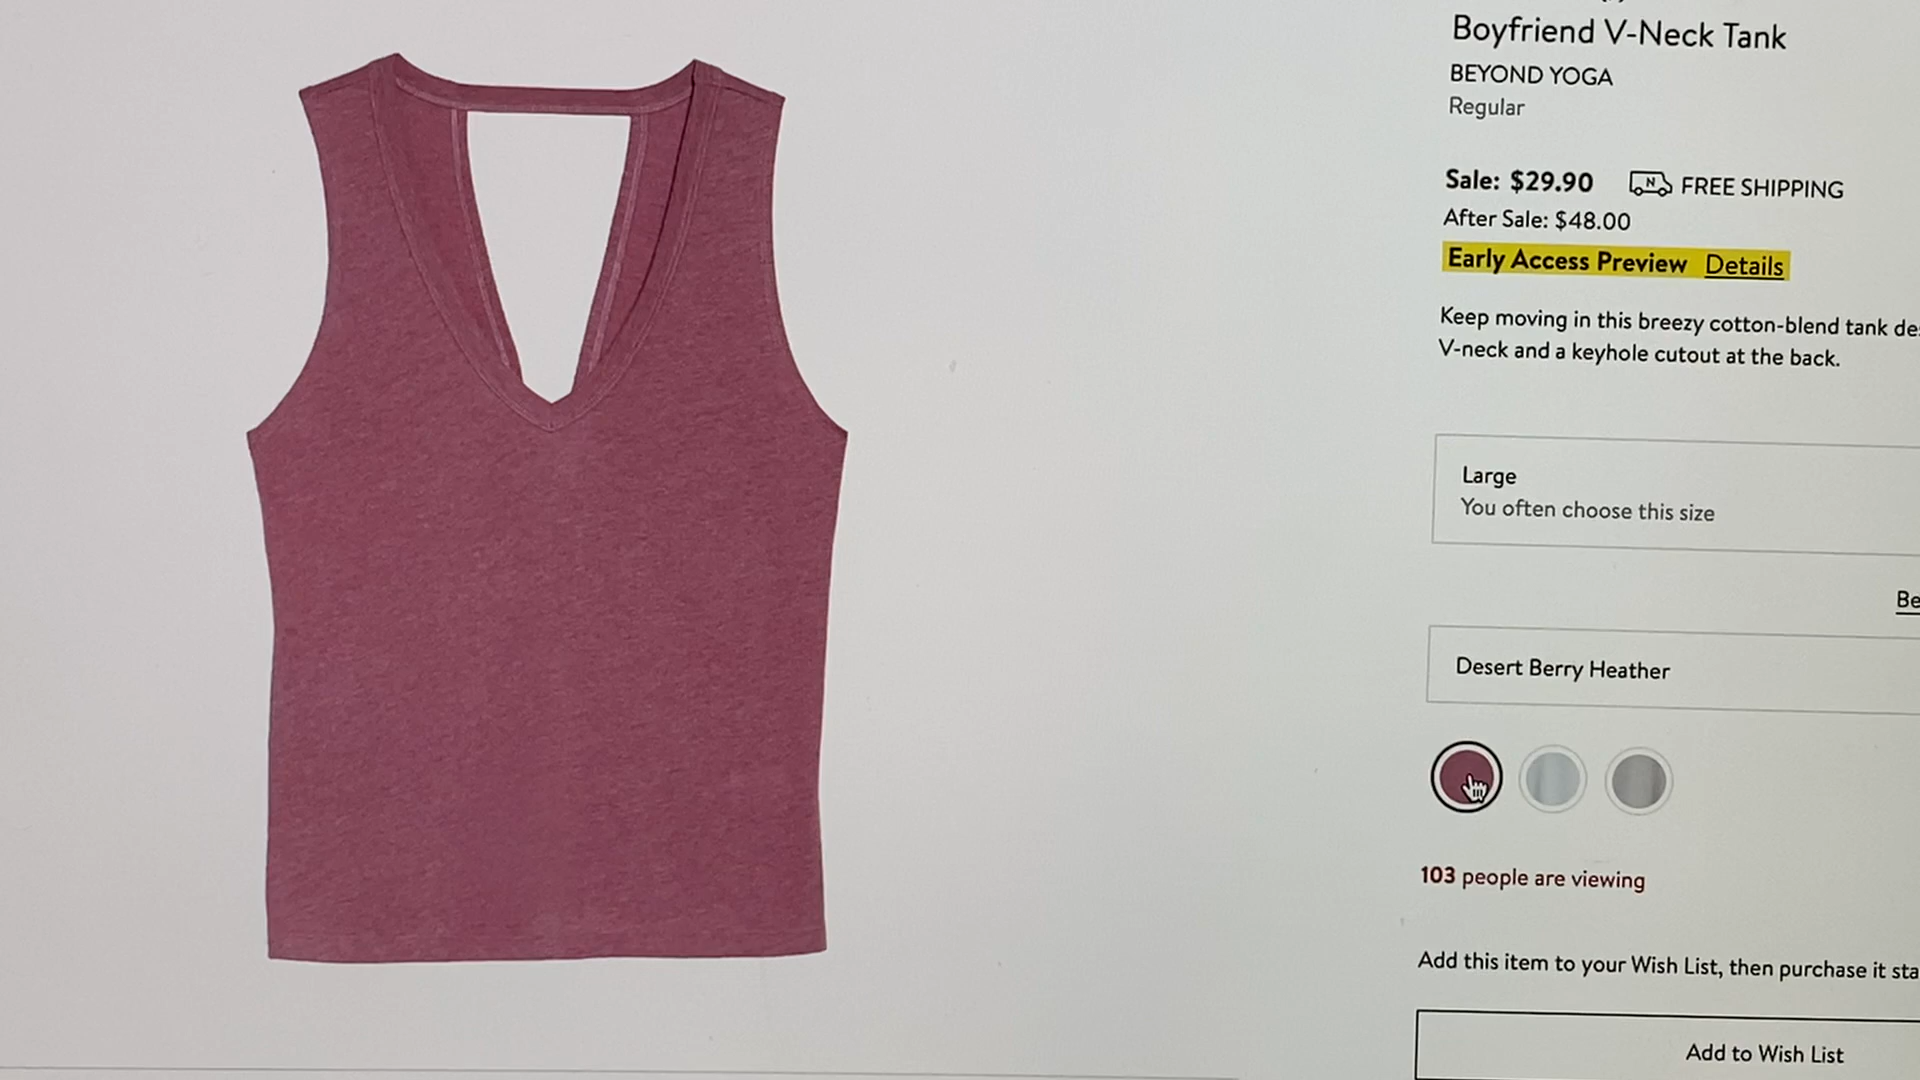 Boyfriend V-Neck Tank
BEYOND YOGA
Regular
Sale: $29.90 N FREE SHIPPING
After Sale: $48.00
Early Access Preview Details
Keep moving in this breezy cotton-blend tank
V-neck and a keyhole cutout at the back.
Large
You often choose this size
Desert Berry Heather
103 people are viewing
Add this item to your Wish List, then purchase it
Add to Wish List